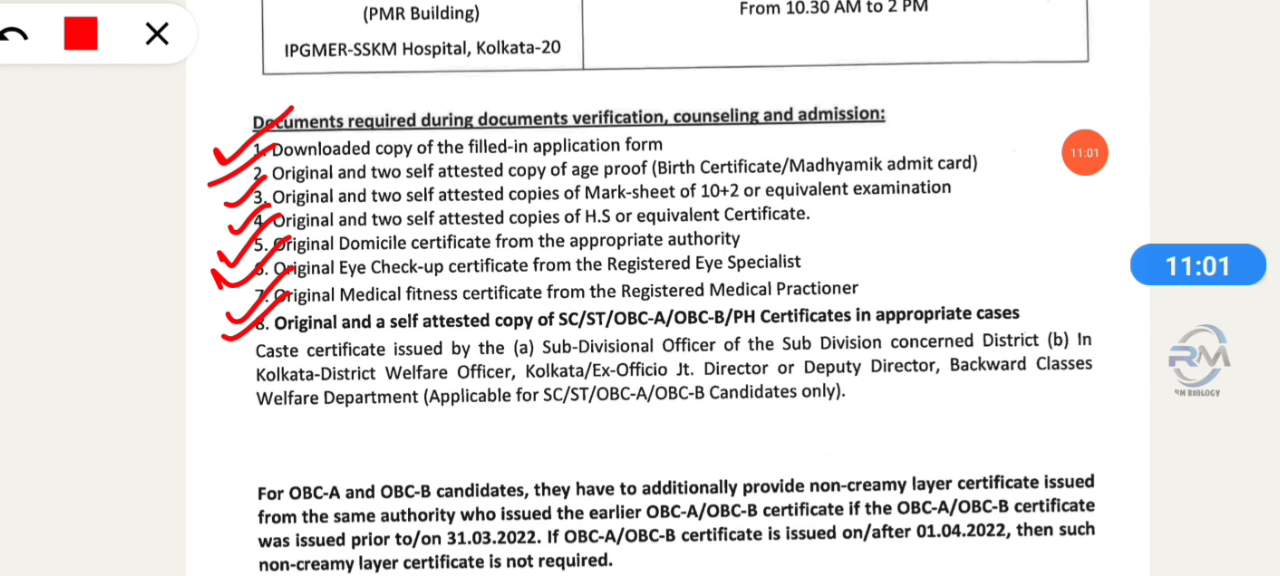 (PMR Building)
IPGMER-SSKM Hospital, Kolkata-20
From 10.30 AM to 2 PM
Documents required during documents verification, counseling and admission:
1. Downloaded copy of the filled-in application form
2. Original and two self attested copy of age proof (Birth Certificate/Madhyamik admit card)
3. Original and two self attested copies of Mark-sheet of 10+2 or equivalent examination
4. Original and two self attested copies of H.S or equivalent Certificate.
5. Original Domicile certificate from the appropriate authority
6. Original Eye Check-up certificate from the Registered Eye Specialist
7. Original Medical fitness certificate from the Registered Medical Practioner
8. Original and a self attested copy of SC/ST/OBC-A/OBC-B/PH Certificates in appropriate cases
Caste certificate issued by the (a) Sub-Divisional Officer of the Sub Division concerned District (b) In
Kolkata-District Welfare Officer, Kolkata/Ex-Officio Jt. Director or Deputy Director, Backward Classes
Welfare Department (Applicable for SC/ST/OBC-A/OBC-B Candidates only).
For OBC-A and OBC-B candidates, they have to additionally provide non-creamy layer certificate issued
from the same authority who issued the earlier OBC-A/OBC-B certificate if the OBC-A/OBC-B certificate
was issued prior to/on 31.03.2022. If OBC-A/OBC-B certificate is issued on/after 01.04.2022, then such
non-creamy layer certificate is not required.
11:01
11:01
RM
RM BIOLOGY